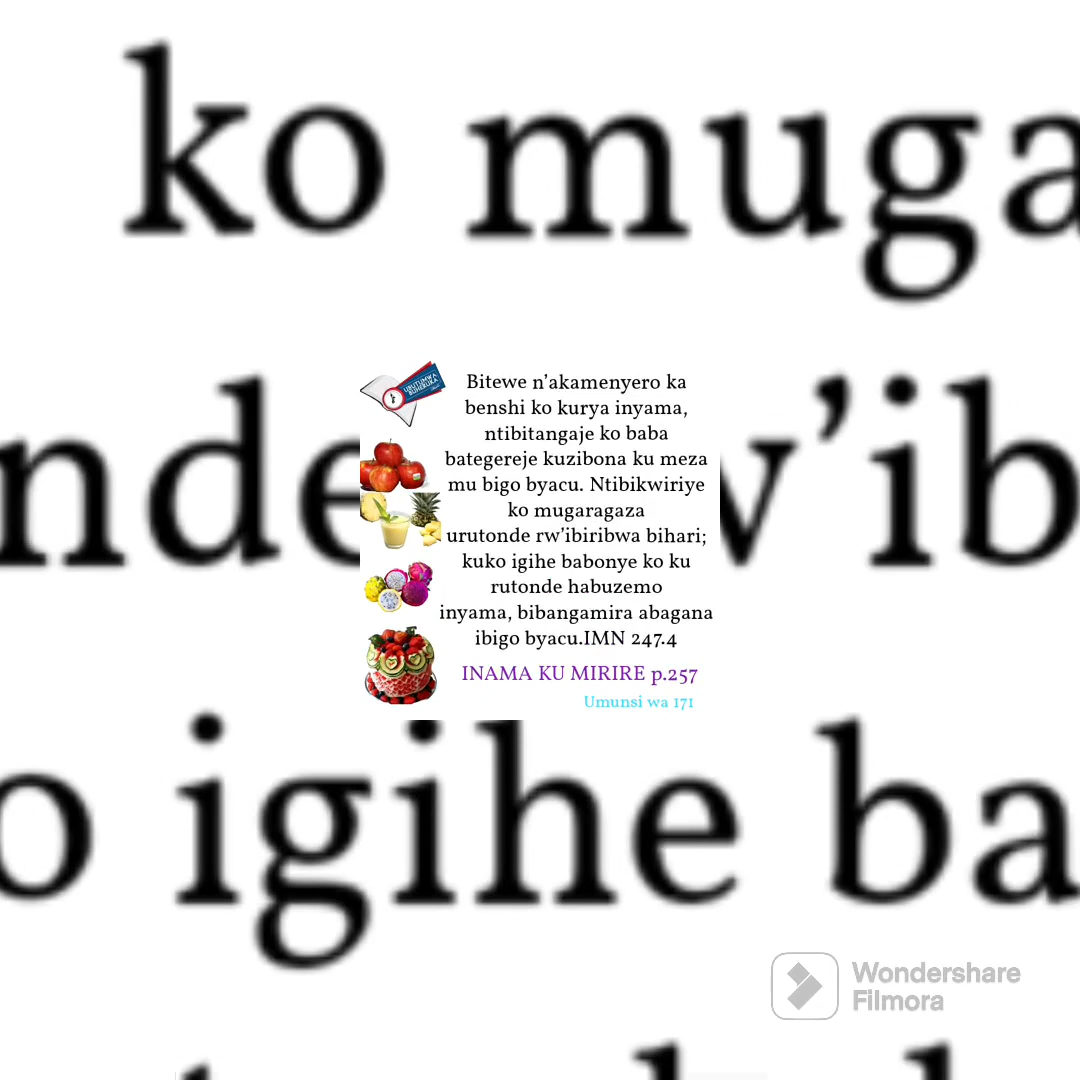 ko muga
nde
w'ib
o igihe ba
URUTUMWA
BUHEBUKA
Bitewe n'akamenyero ka
benshi ko kurya inyama,
ntibitangaje ko baba
bategereje kuzibona ku meza
mu bigo byacu. Ntibikwiriye
ko mugaragaza
urutonde rw'ibiribwa bihari;
kuko igihe babonye ko ku
rutonde habuzemo
inyama, bibangamira abagana
ibigo byacu.IMN 247.4
INAMA KU MIRIRE p.257
Umunsi wa 171
Wondershare
Filmora